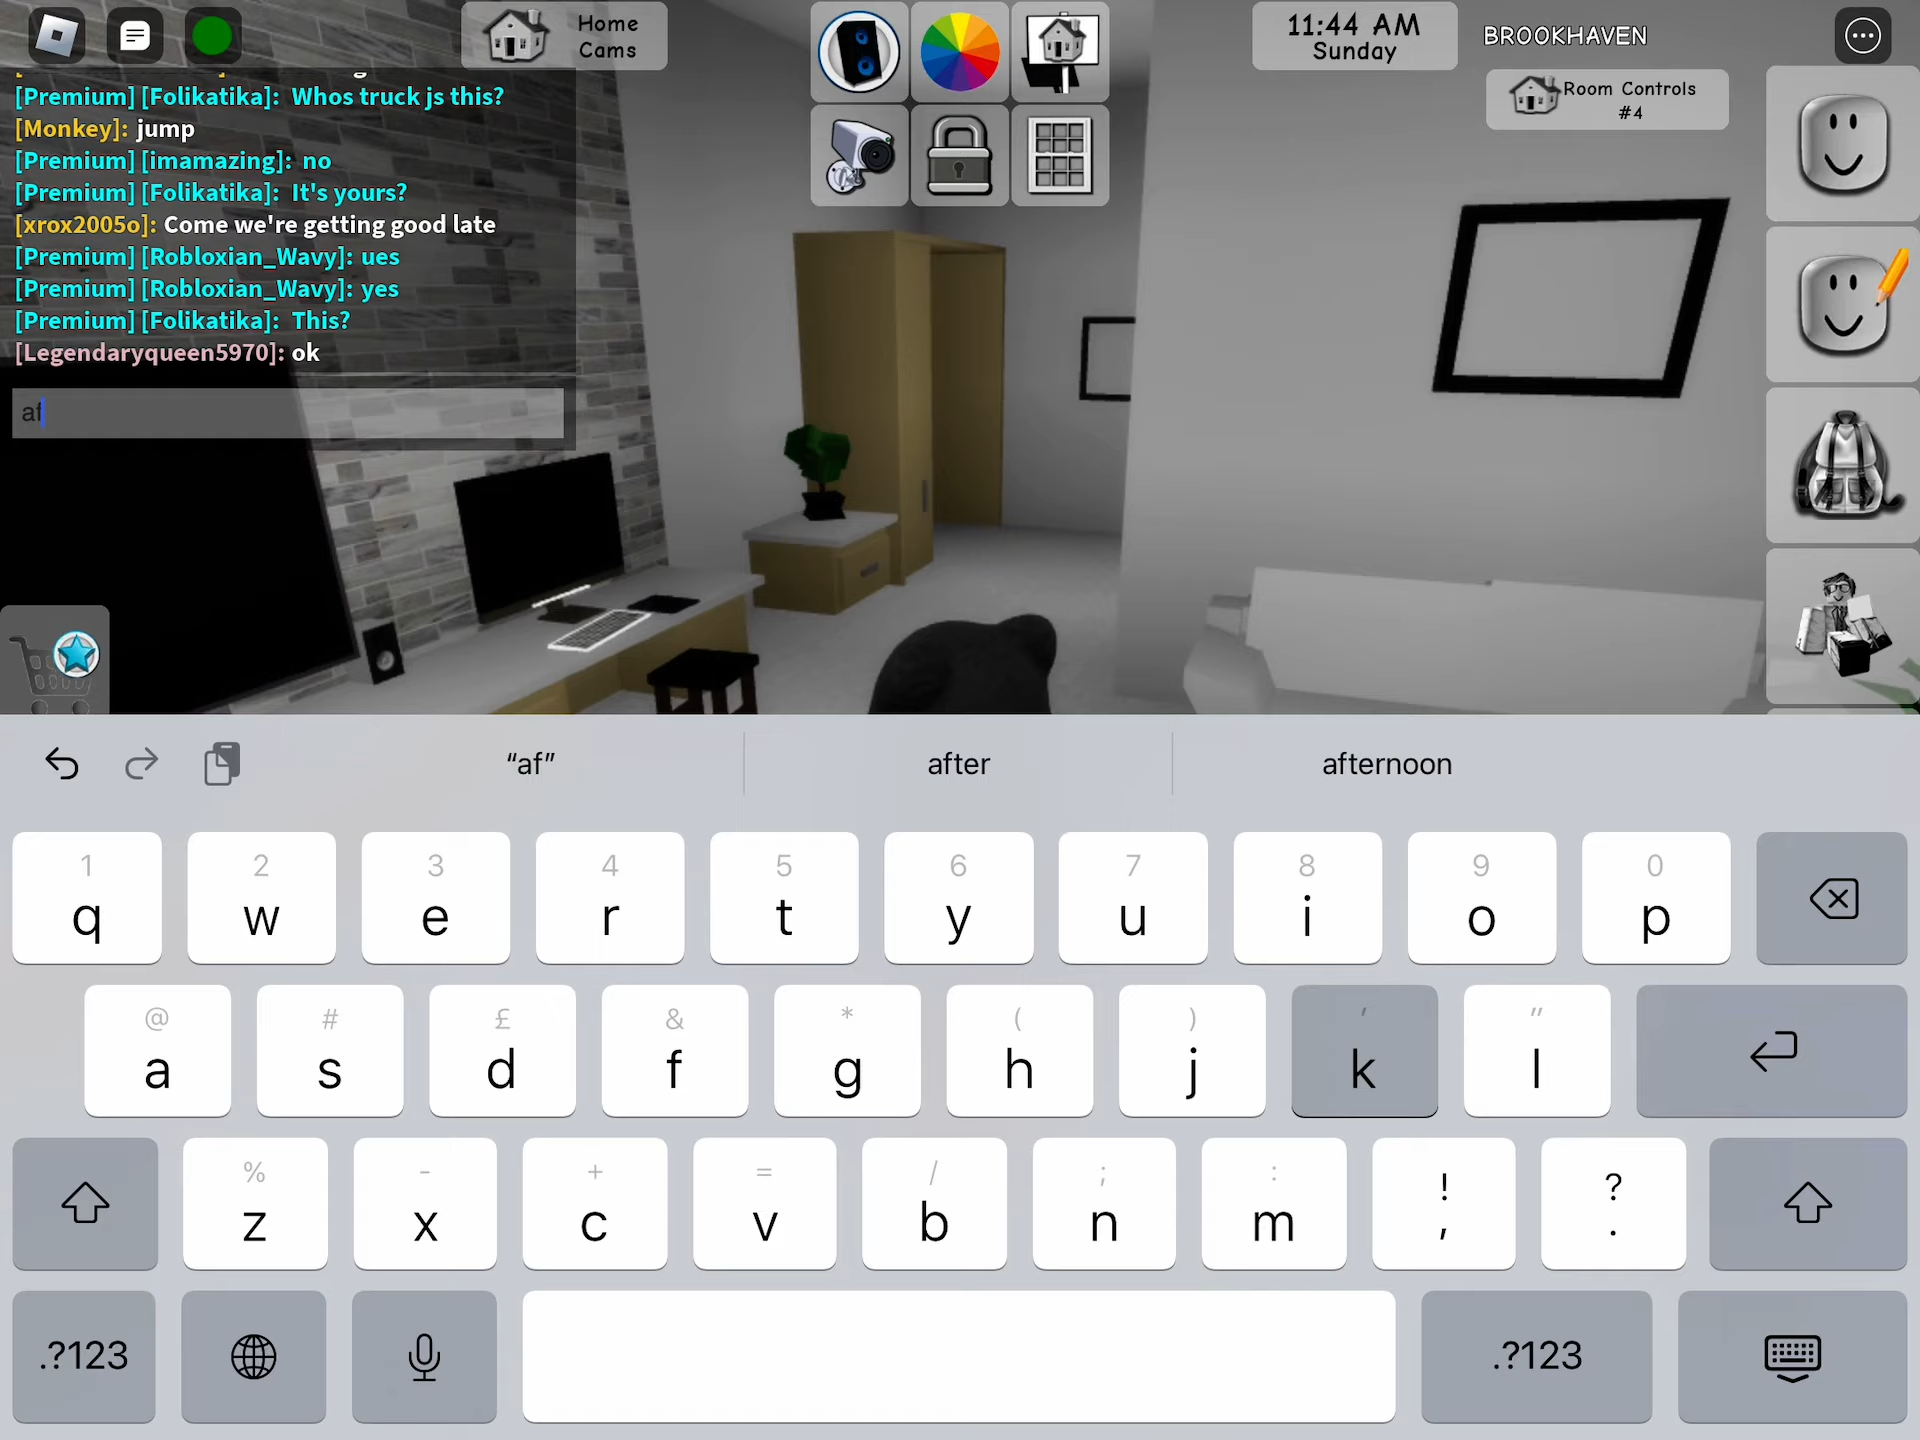 Home
Cams
11:44 AM
Sunday
BROOKHAVEN
Room Controls
#4
[Premium] [Folikatika]: Whos truck js this?
[Monkey]: jump
[Premium] [imamazing]: no
[Premium] [Folikatika]: It's yours?
[xrox2005o]: Come we're getting good late
[Premium] [Robloxian_Wavy]: ues
[Premium] [Robloxian_Wavy]: yes
[Premium] [Folikatika]: This?
[Legendaryqueen5970]: ok
af
“af” after afternoon
1 2 3 4 5 6 7 8 9 0
q w e r t y u i o p
@ # £ & * ( ) ' "
a s d f g h j k l
% - + = / ; : ! ?
z x c v b n m , .
.?123 .?123